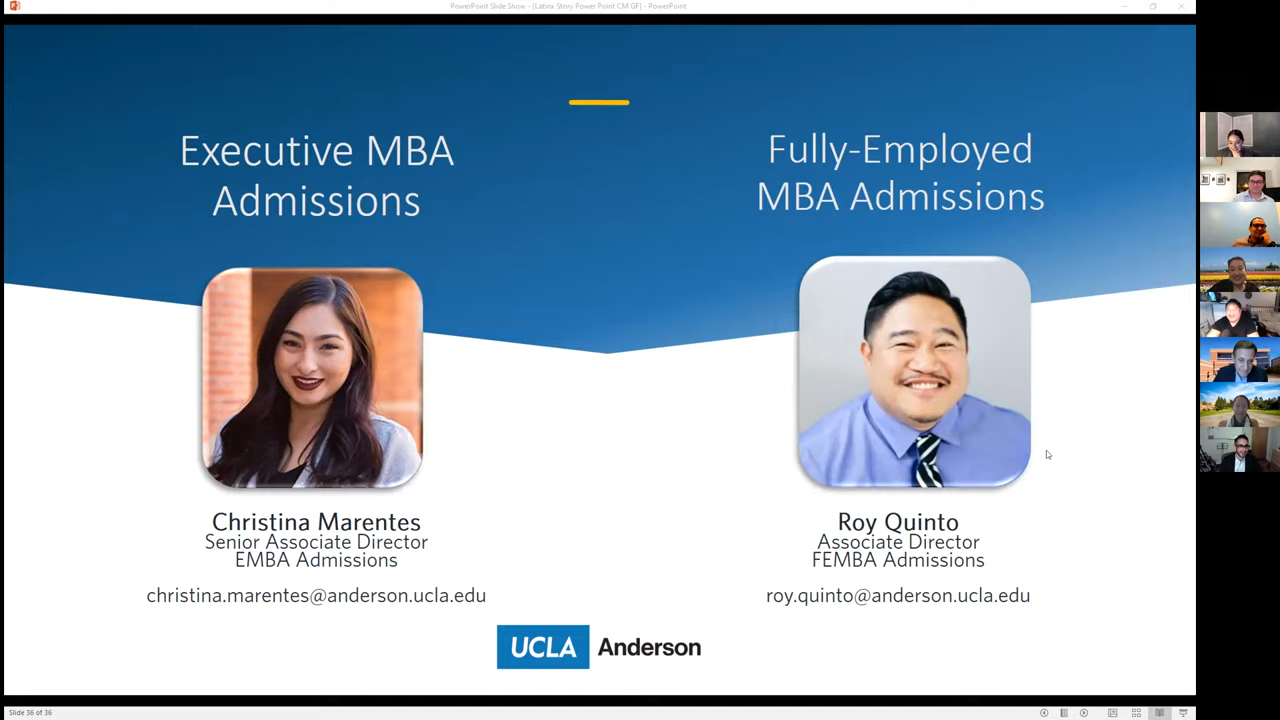 PowerPoint Slide Show - [Latinx Story Power Point CM GF] - PowerPoint
Executive MBA
Admissions
Fully-Employed
MBA Admissions
Christina Marentes
Senior Associate Director
EMBA Admissions
christina.marentes@anderson.ucla.edu
Roy Quinto
Associate Director
FEMBA Admissions
roy.quinto@anderson.ucla.edu
UCLA Anderson
Slide 36 of 36